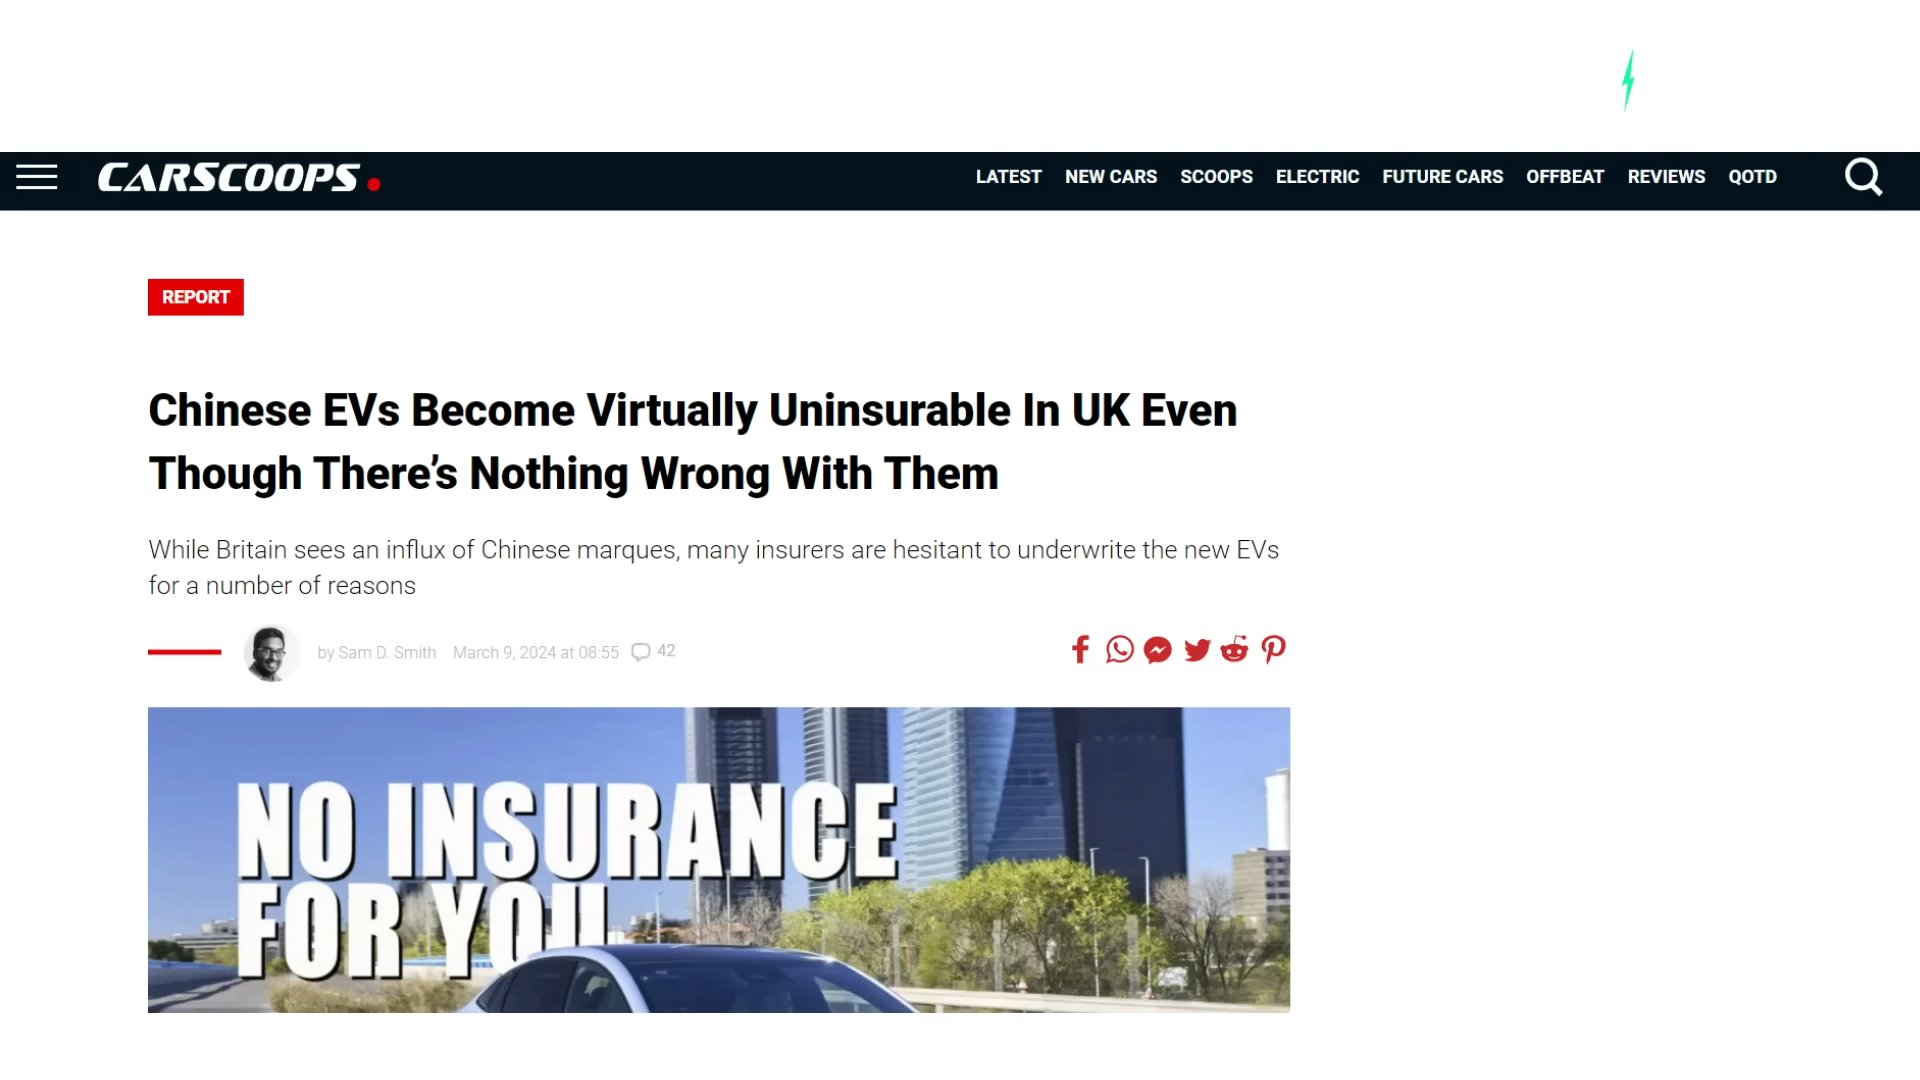 CARSCOOPS
LATEST NEW CARS SCOOPS ELECTRIC FUTURE CARS OFFBEAT REVIEWS QOTD
REPORT
Chinese EVs Become Virtually Uninsurable In UK Even
Though There’s Nothing Wrong With Them
While Britain sees an influx of Chinese marques, many insurers are hesitant to underwrite the new EVs
for a number of reasons
by Sam D. Smith March 9, 2024 at 08:55 42
NO INSURANCE
FOR YOU